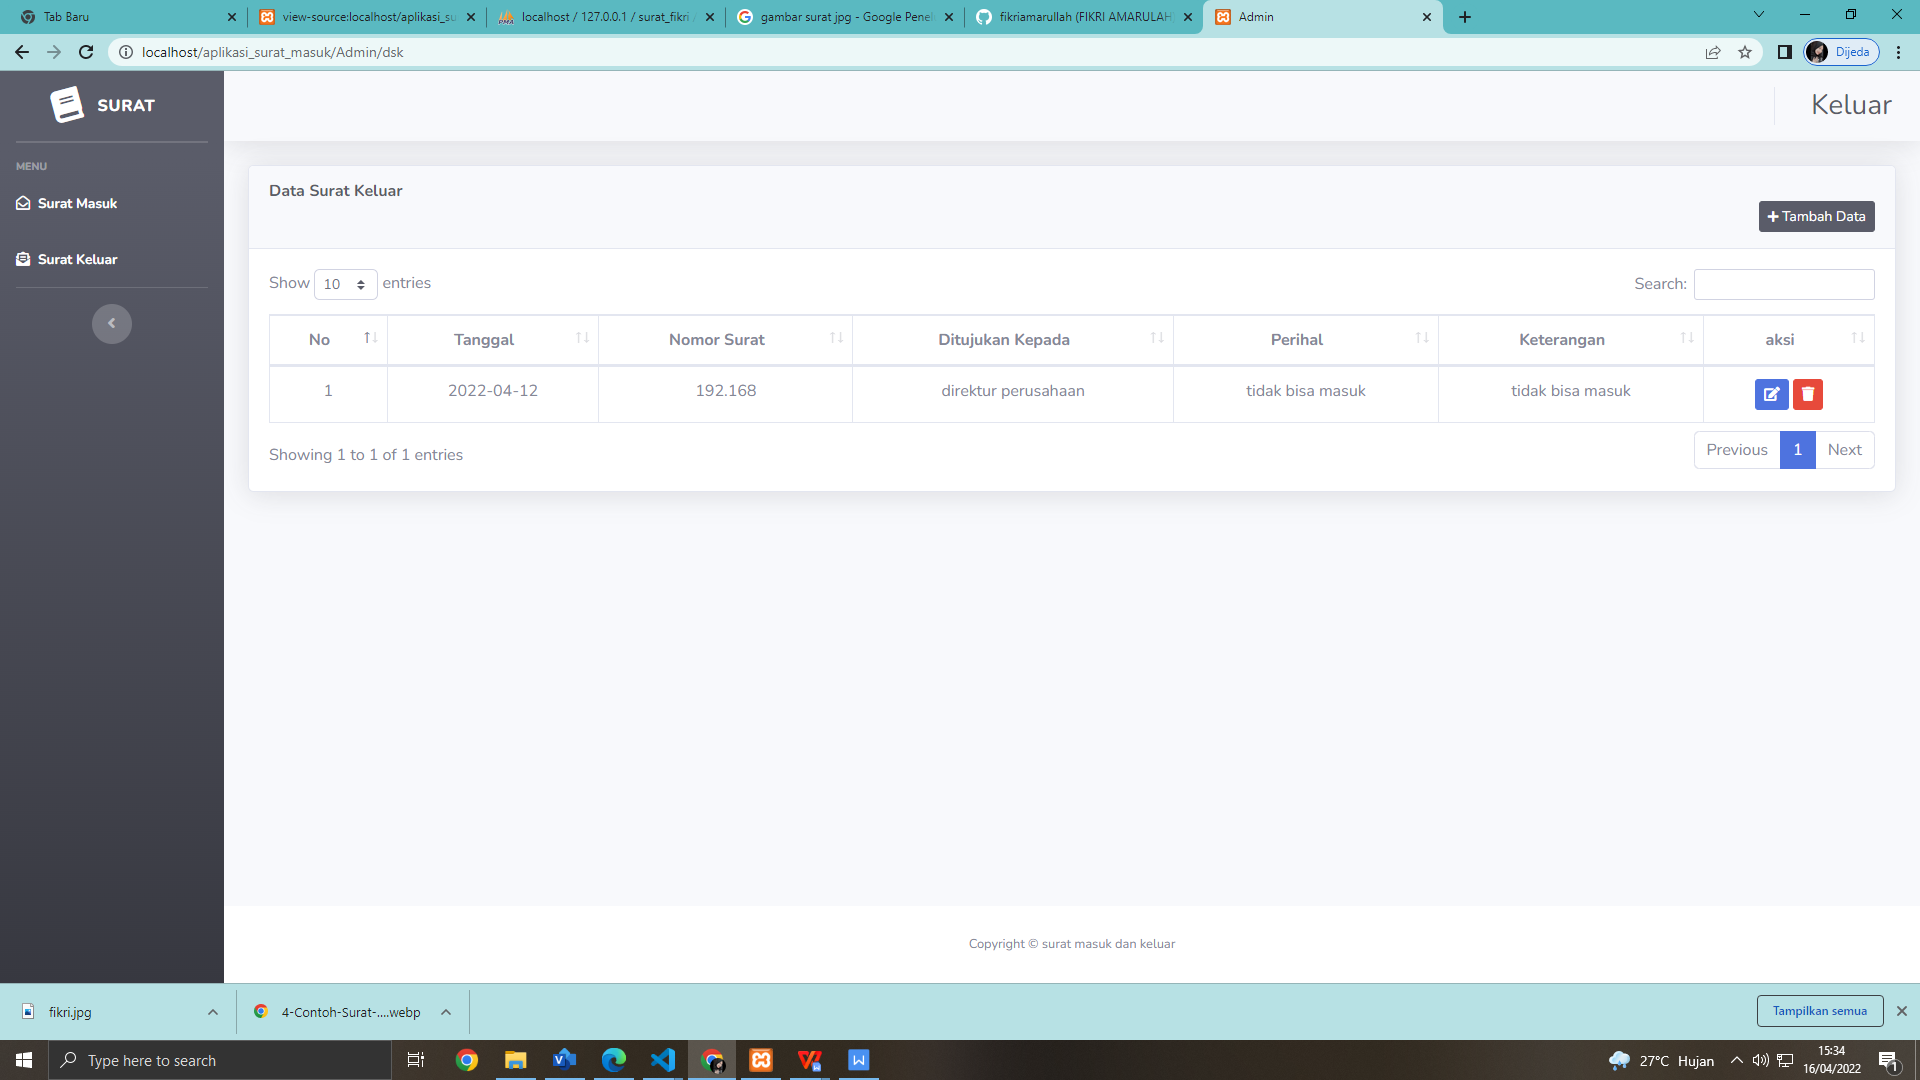 Tab Baru
view-source:localhost/aplikasi_su
localhost / 127.0.0.1 / surat_fikri /
gambar surat jpg - Google Penel
fikriamarullah (FIKRI AMARULAH
Admin
localhost/aplikasi_surat_masuk/Admin/dsk
Dijeda
SURAT
Keluar
MENU
Surat Masuk
Surat Keluar
Data Surat Keluar
Tambah Data
Show 10 entries
Search:
No Tanggal Nomor Surat Ditujukan Kepada Perihal Keterangan aksi
1 2022-04-12 192.168 direktur perusahaan tidak bisa masuk tidak bisa masuk
Showing 1 to 1 of 1 entries
Previous 1 Next
Copyright © surat masuk dan keluar
fikri.jpg
4-Contoh-Surat-....webp
Tampilkan semua
Type here to search
27°C Hujan
15:34
16/04/2022
1